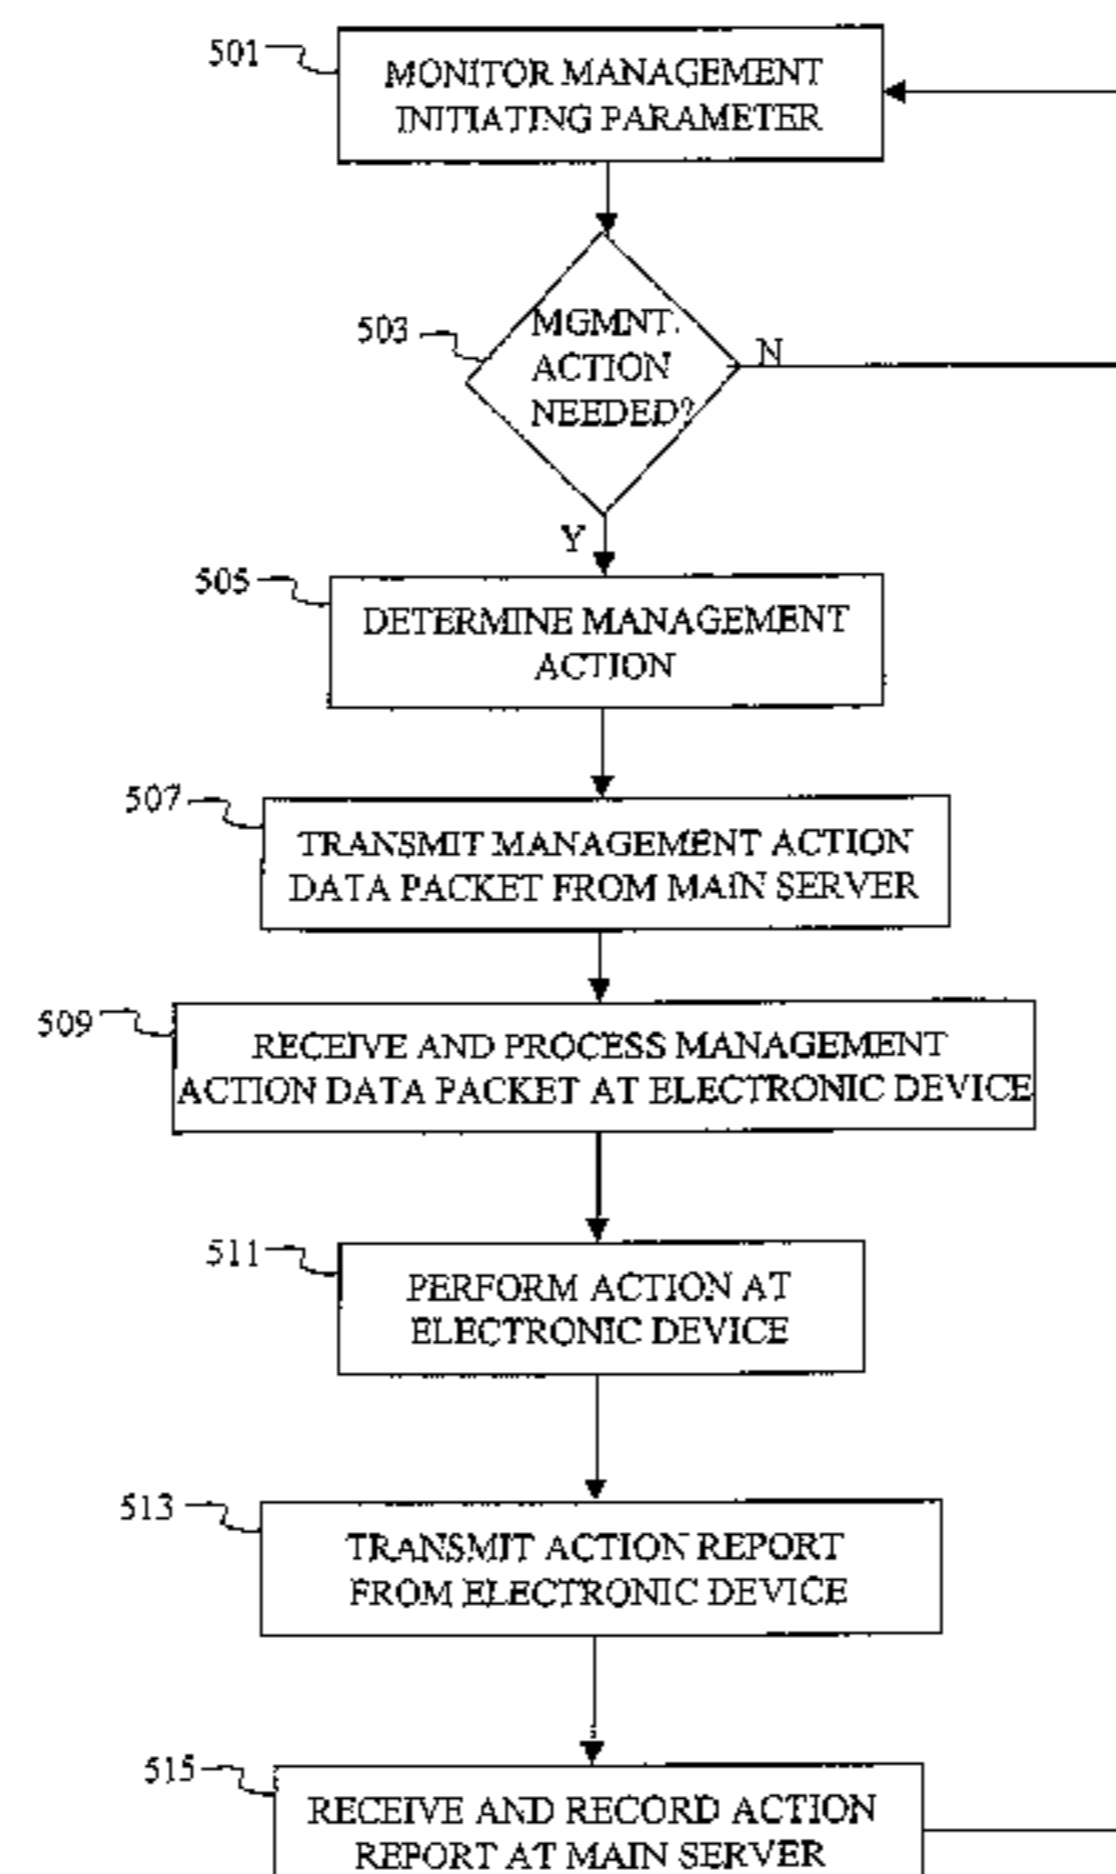 501
MONITOR MANAGEMENT
INITIATING PARAMETER
503
MGMNT.
ACTION
NEEDED?
N
Y
505
DETERMINE MANAGEMENT
ACTION
507
TRANSMIT MANAGEMENT ACTION
DATA PACKET FROM MAIN SERVER
509
RECEIVE AND PROCESS MANAGEMENT
ACTION DATA PACKET AT ELECTRONIC DEVICE
511
PERFORM ACTION AT
ELECTRONIC DEVICE
513
TRANSMIT ACTION REPORT
FROM ELECTRONIC DEVICE
515
RECEIVE AND RECORD ACTION
REPORT AT MAIN SERVER